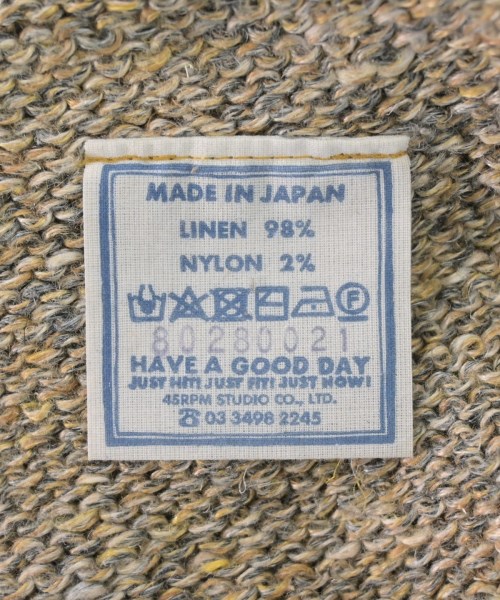 MADE IN JAPAN
LINEN 98%
NYLON 2%
F
80280021
HAVE A GOOD DAY
JUST HIT! JUST FIT! JUST NOW!
45RPM STUDIO CO., LTD.
☎ 03 3498 2245